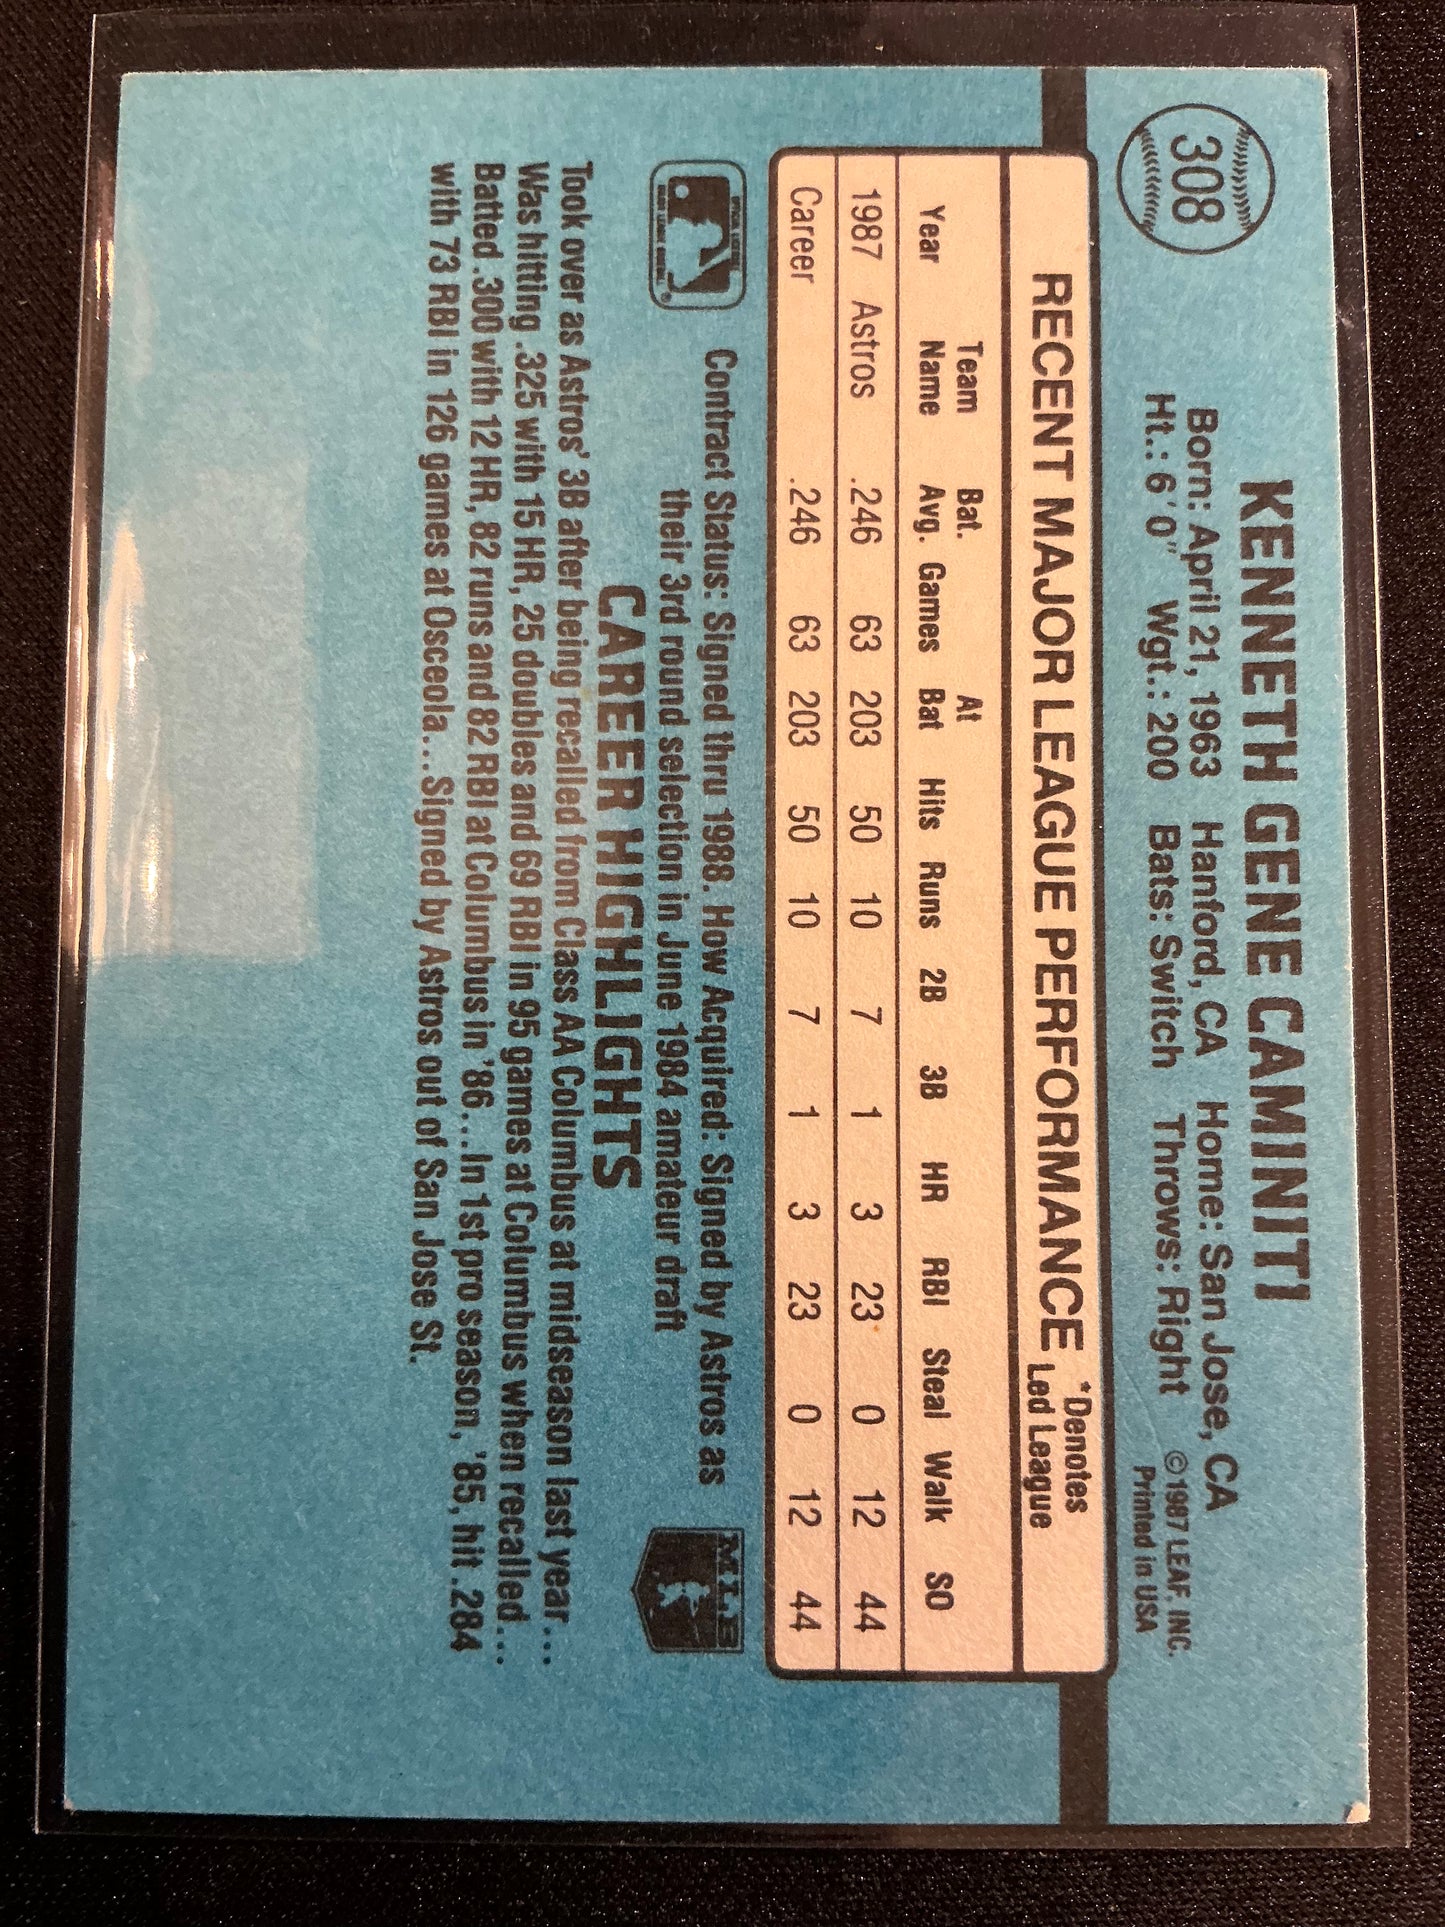 308
KENNETH GENE CAMINITI
Born: April 21, 1963 Hanford, CA Home: San Jose, CA
Ht.: 6'0" Wgt.: 200 Bats: Switch Throws: Right
©1987 LEAF, INC.
Printed in USA
RECENT MAJOR LEAGUE PERFORMANCE *Denotes Led League
Team Bat. At
Year Name Avg. Games Bat Hits Runs 2B 3B HR RBI Steal Walk SO
1987 Astros .246 63 203 50 10 7 1 3 23 0 12 44
Career .246 63 203 50 10 7 1 3 23 0 12 44
Contract Status: Signed thru 1988. How Acquired: Signed by Astros as
their 3rd round selection in June 1984 amateur draft
MLB
CAREER HIGHLIGHTS
Took over as Astros' 3B after being recalled from Class AA Columbus at midseason last year...
Was hitting .325 with 15 HR, 25 doubles and 69 RBI in 95 games at Columbus when recalled...
Batted .300 with 12 HR, 82 runs and 82 RBI at Columbus in '86...In 1st pro season, '85, hit .284
with 73 RBI in 126 games at Osceola...Signed by Astros out of San Jose St.